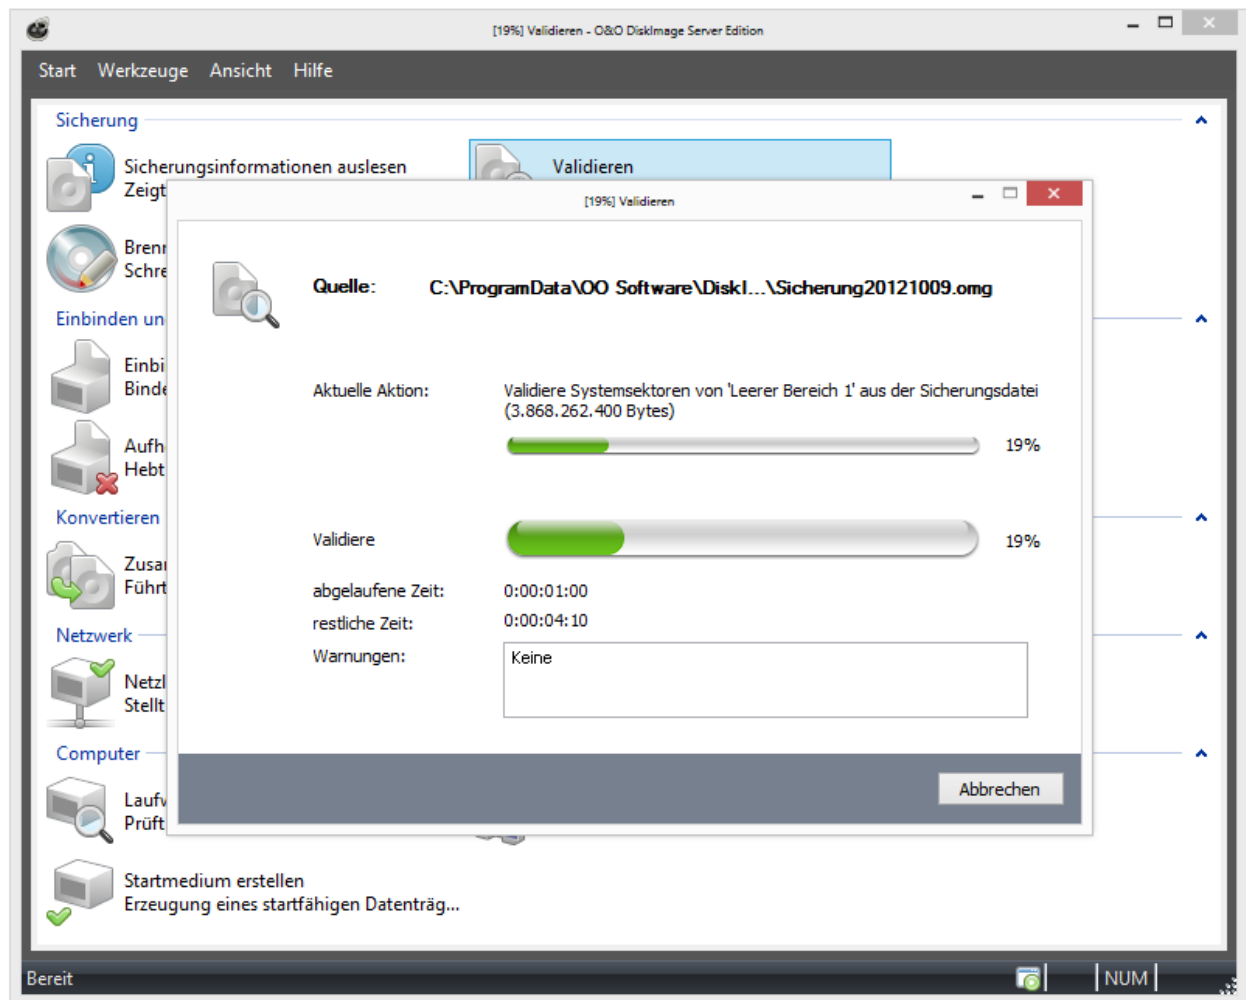 [19%] Validieren - O&O DiskImage Server Edition
Start Werkzeuge Ansicht Hilfe
Sicherung
Sicherungsinformationen auslesen
Zeigt
Validieren
[19%] Validieren
Brenn
Schre
Quelle: C:\ProgramData\OO Software\DiskI...\Sicherung20121009.omg
Einbinden un
Einbi
Binde
Aktuelle Aktion: Validiere Systemsektoren von 'Leerer Bereich 1' aus der Sicherungsdatei
(3.868.262.400 Bytes)
19%
Aufh
Hebt
Konvertieren
Validiere 19%
Zusa
Führt
abgelaufene Zeit: 0:00:01:00
restliche Zeit: 0:00:04:10
Netzwerk
Warnungen: Keine
Netzl
Stellt
Computer
Laufw
Prüft
Abbrechen
Startmedium erstellen
Erzeugung eines startfähigen Datenträg...
Bereit NUM